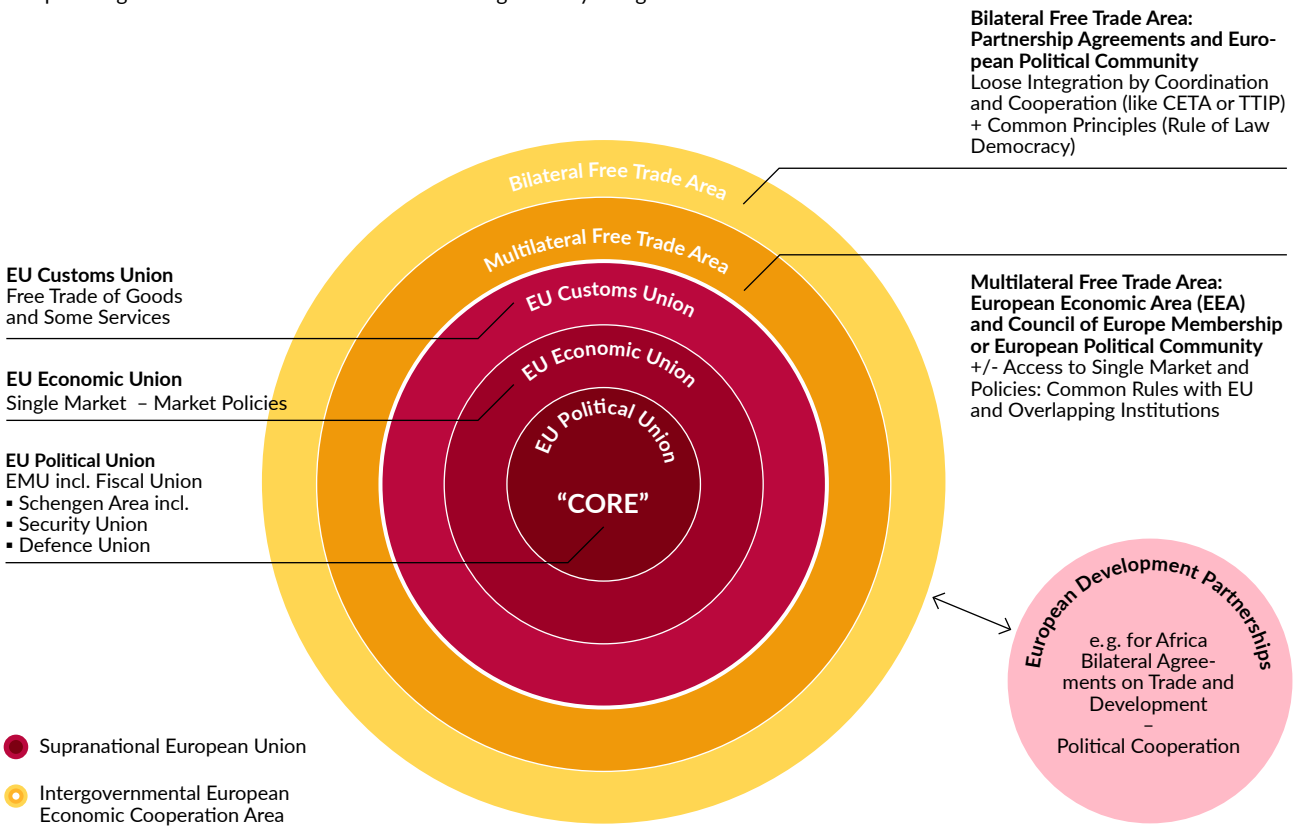 Bilateral Free Trade Area:
Partnership Agreements and Euro-
pean Political Community
Loose Integration by Coordination
and Cooperation (like CETA or TTIP)
+ Common Principles (Rule of Law
Democracy)
Bilateral Free Trade Area
Multilateral Free Trade Area
EU Customs Union
EU Economic Union
EU Political Union
“CORE”
EU Customs Union
Free Trade of Goods
and Some Services
EU Economic Union
Single Market – Market Policies
EU Political Union
EMU incl. Fiscal Union
▪ Schengen Area incl.
▪ Security Union
▪ Defence Union
Multilateral Free Trade Area:
European Economic Area (EEA)
and Council of Europe Membership
or European Political Community
+/- Access to Single Market and
Policies: Common Rules with EU
and Overlapping Institutions
European Development Partnerships
e.g. for Africa
Bilateral Agree-
ments on Trade and
Development
–
Political Cooperation
Supranational European Union
Intergovernmental European
Economic Cooperation Area